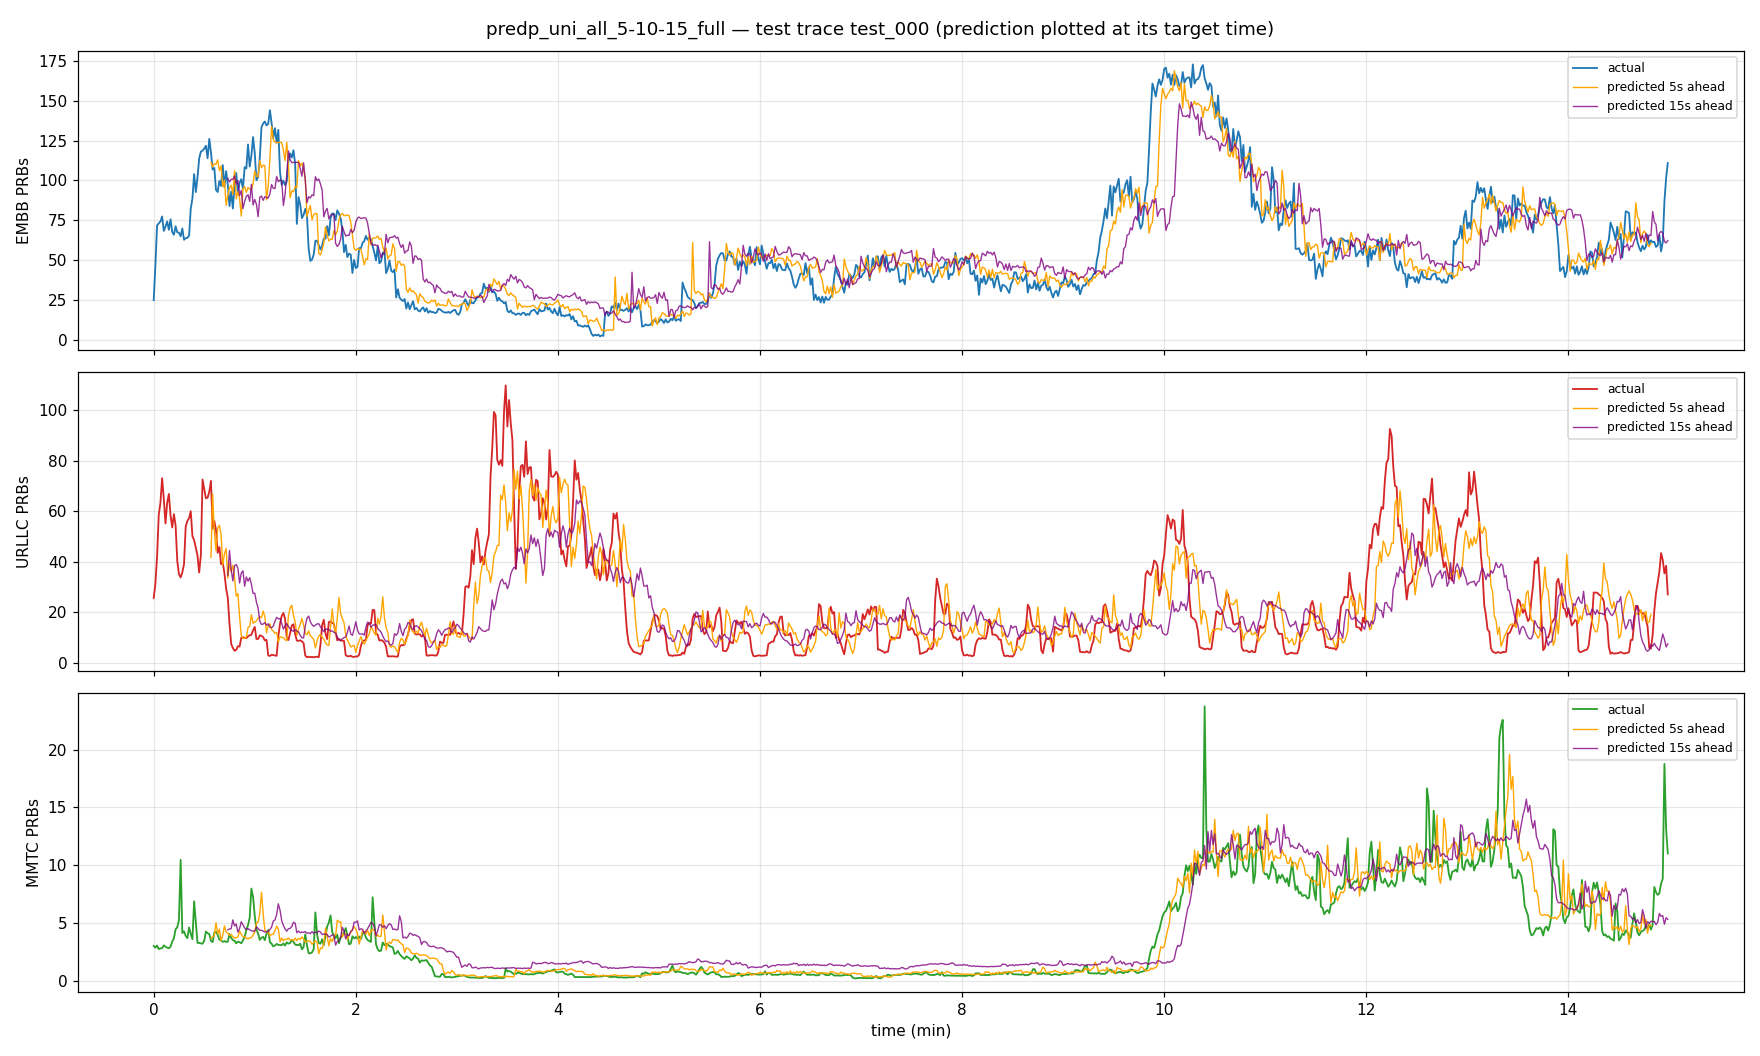 predp_uni_all_5-10-15_full — test trace test_000 (prediction plotted at its target time)
175
150
125
100
75
50
25
0
EMBB PRBs
actual
predicted 5s ahead
predicted 15s ahead
100
80
60
40
20
0
URLLC PRBs
actual
predicted 5s ahead
predicted 15s ahead
20
15
10
5
0
MMTC PRBs
actual
predicted 5s ahead
predicted 15s ahead
0 2 4 6 8 10 12 14
time (min)